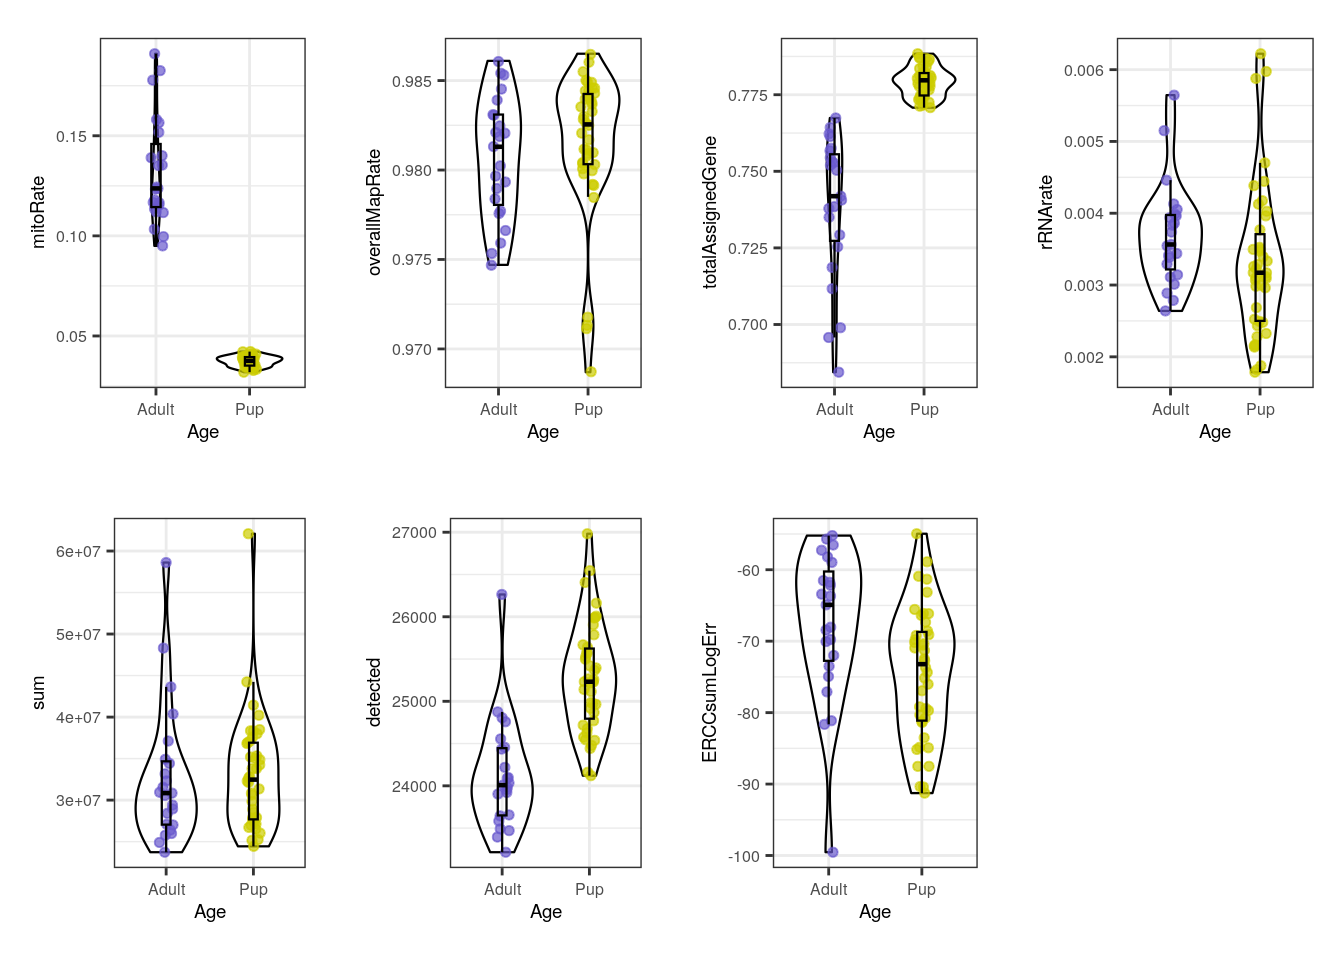 mitoRate
0.15
0.10
0.05
Adult Pup
Age
overallMapRate
0.985
0.980
0.975
0.970
Adult Pup
Age
totalAssignedGene
0.775
0.750
0.725
0.700
Adult Pup
Age
rRNArate
0.006
0.005
0.004
0.003
0.002
Adult Pup
Age
sum
6e+07
5e+07
4e+07
3e+07
Adult Pup
Age
detected
27000
26000
25000
24000
Adult Pup
Age
ERCCsumLogErr
-60
-70
-80
-90
-100
Adult Pup
Age